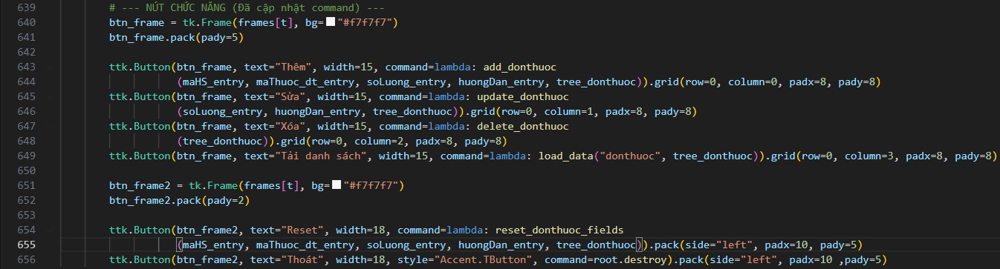 639 # --- NÚT CHỨC NĂNG (Đã cập nhật command) ---
640 btn_frame = tk.Frame(frames[t], bg="#f7f7f7")
641 btn_frame.pack(pady=5)
642
643 ttk.Button(btn_frame, text="Thêm", width=15, command=lambda: add_donthuoc
644 (maHS_entry, maThuoc_dt_entry, soLuong_entry, huongDan_entry, tree_donthuoc)).grid(row=0, column=0, padx=8, pady=8)
645 ttk.Button(btn_frame, text="Sửa", width=15, command=lambda: update_donthuoc
646 (soLuong_entry, huongDan_entry, tree_donthuoc)).grid(row=0, column=1, padx=8, pady=8)
647 ttk.Button(btn_frame, text="Xóa", width=15, command=lambda: delete_donthuoc
648 (tree_donthuoc)).grid(row=0, column=2, padx=8, pady=8)
649 ttk.Button(btn_frame, text="Tải danh sách", width=15, command=lambda: load_data("donthuoc", tree_donthuoc)).grid(row=0, column=3, padx=8, pady=8)
650
651 btn_frame2 = tk.Frame(frames[t], bg="#f7f7f7")
652 btn_frame2.pack(pady=2)
653
654 ttk.Button(btn_frame2, text="Reset", width=18, command=lambda: reset_donthuoc_fields
655 (maHS_entry, maThuoc_dt_entry, soLuong_entry, huongDan_entry, tree_donthuoc)).pack(side="left", padx=10, pady=5)
656 ttk.Button(btn_frame2, text="Thoát", width=18, style="Accent.TButton", command=root.destroy).pack(side="left", padx=10 ,pady=5)